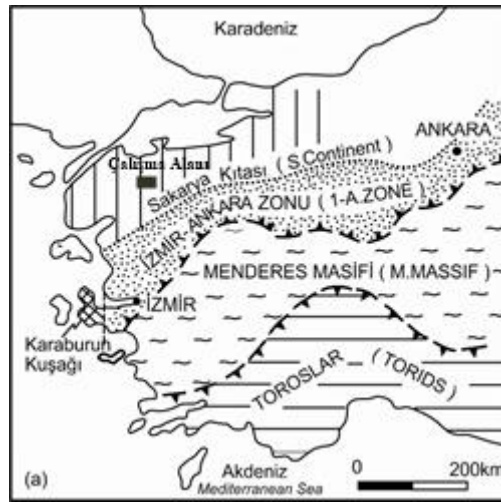 Karadeniz
ANKARA
Çalışma Alanı
Sakarya Kıtası (S.Continent)
İZMİR-ANKARA ZONU (1-A.ZONE)
MENDERES MASİFİ (M.MASSIF)
İZMİR
Karaburun
Kuşağı
TOROSLAR (TORIDS)
(a)
Akdeniz
Mediterranean Sea
0 200km